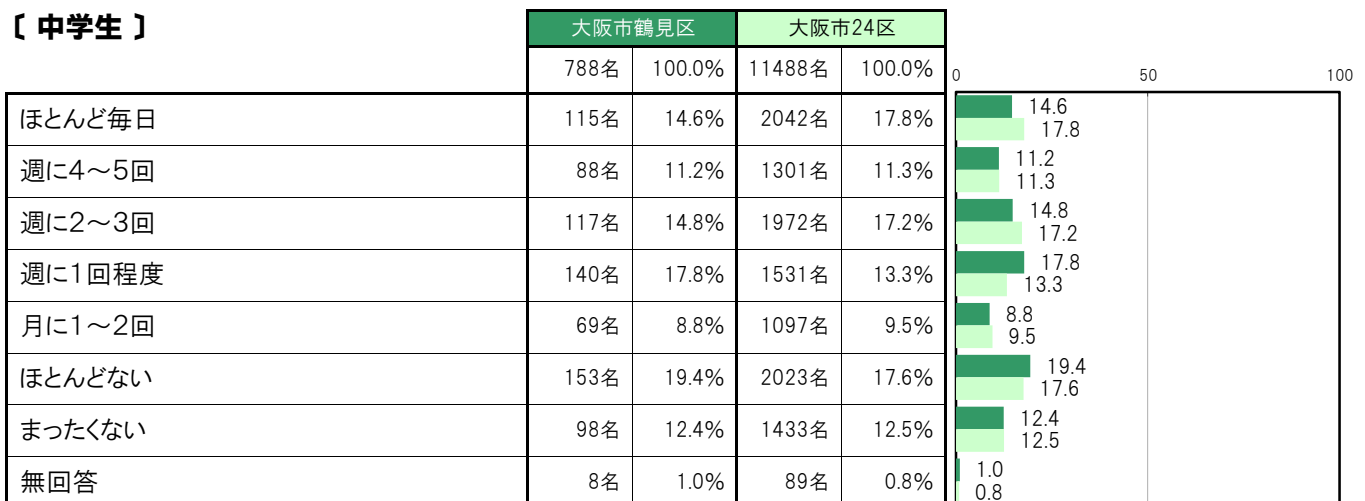 〔 中学生 〕
大阪市鶴見区 大阪市24区
788名 100.0% 11488名 100.0%
0 50 100
ほとんど毎日 115名 14.6% 2042名 17.8%
14.6
17.8
週に4～5回 88名 11.2% 1301名 11.3%
11.2
11.3
週に2～3回 117名 14.8% 1972名 17.2%
14.8
17.2
週に1回程度 140名 17.8% 1531名 13.3%
17.8
13.3
月に1～2回 69名 8.8% 1097名 9.5%
8.8
9.5
ほとんどない 153名 19.4% 2023名 17.6%
19.4
17.6
まったくない 98名 12.4% 1433名 12.5%
12.4
12.5
無回答 8名 1.0% 89名 0.8%
1.0
0.8